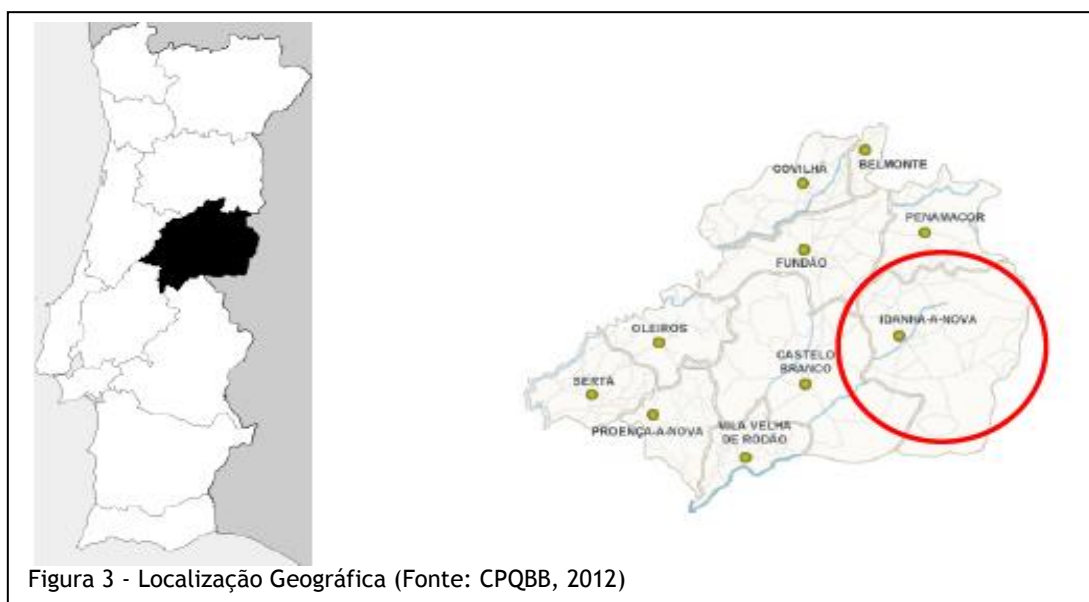 COVILHÃ
BELMONTE
PENAMACOR
FUNDÃO
IDANHA-A-NOVA
OLEIROS
CASTELO
BRANCO
SERTÃ
PROENÇA-A-NOVA
VILA VELHA
DE RODÃO
Figura 3 - Localização Geográfica (Fonte: CPQBB, 2012)